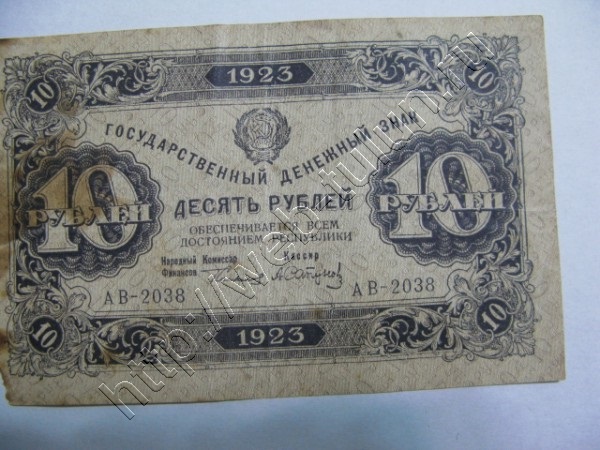 1923
10
10
ГОСУДАРСТВЕННЫЙ ДЕНЕЖНЫЙ ЗНАК
10 РУБЛЕЙ
10 РУБЛЕЙ
ДЕСЯТЬ РУБЛЕЙ
ОБЕСПЕЧИВАЕТСЯ ВСЕМ
ДОСТОЯНИЕМ РЕСПУБЛИКИ
Народный Комиссар Финансов
Кассир
АВ-2038
АВ-2038
10
10
1923